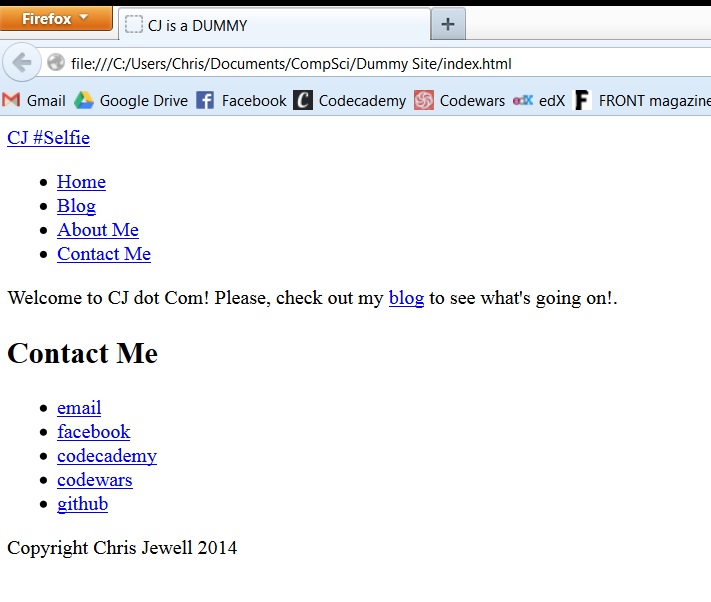 Firefox
CJ is a DUMMY
+
file:///C:/Users/Chris/Documents/CompSci/Dummy Site/index.html
Gmail Google Drive Facebook Codecademy Codewars edX FRONT magazine
CJ #Selfie
Home
Blog
About Me
Contact Me
Welcome to CJ dot Com! Please, check out my blog to see what's going on!.
Contact Me
email
facebook
codecademy
codewars
github
Copyright Chris Jewell 2014